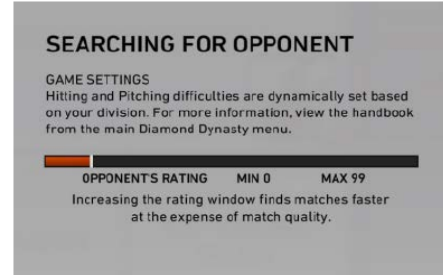 SEARCHING FOR OPPONENT
GAME SETTINGS
Hitting and Pitching difficulties are dynamically set based
on your division. For more information, view the handbook
from the main Diamond Dynasty menu.
OPPONENT'S RATING MIN 0 MAX 99
Increasing the rating window finds matches faster
at the expense of match quality.